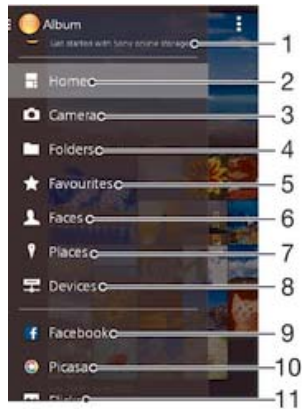 Album
Get started with Sony online storage 1
Home 2
Camera 3
Folders 4
Favourites 5
Faces 6
Places 7
Devices 8
Facebook 9
Picasa 10
Flickr 11